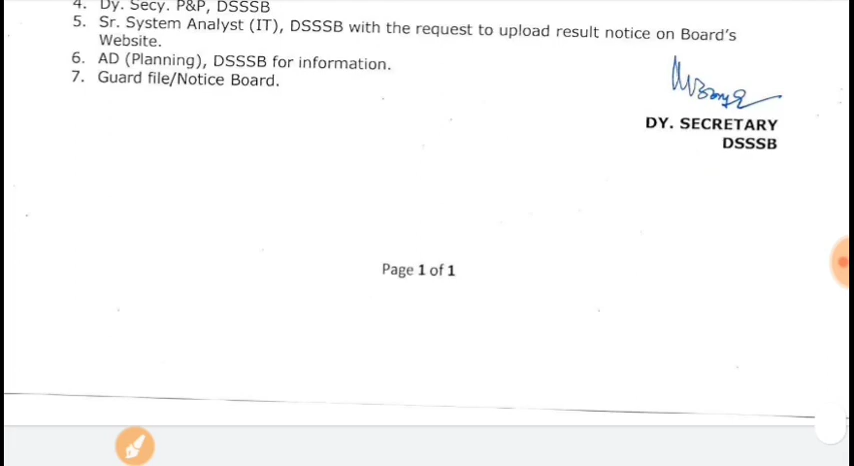 4. Dy. Secy. P&P, DSSSB
5. Sr. System Analyst (IT), DSSSB with the request to upload result notice on Board's
Website.
6. AD (Planning), DSSSB for information.
7. Guard file/Notice Board.
DY. SECRETARY
DSSSB
Page 1 of 1